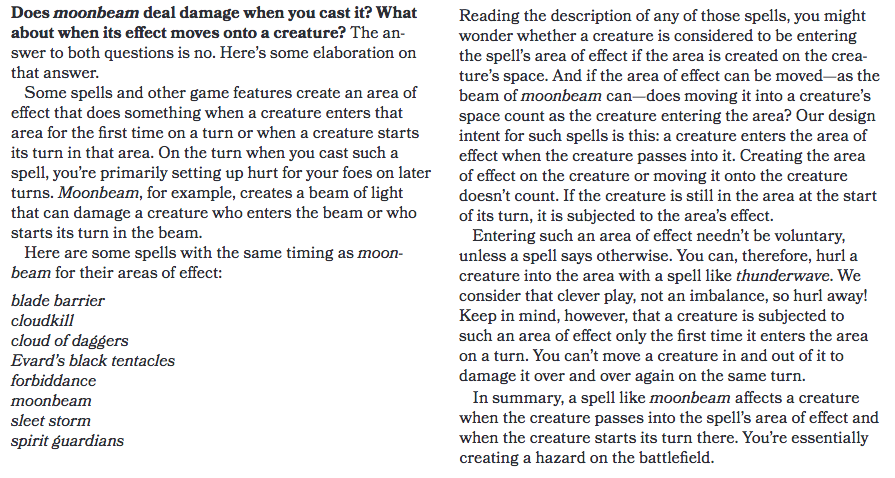 Does moonbeam deal damage when you cast it? What
about when its effect moves onto a creature? The an-
swer to both questions is no. Here's some elaboration on
that answer.
Some spells and other game features create an area of
effect that does something when a creature enters that
area for the first time on a turn or when a creature starts
its turn in that area. On the turn when you cast such a
spell, you're primarily setting up hurt for your foes on later
turns. Moonbeam, for example, creates a beam of light
that can damage a creature who enters the beam or who
starts its turn in the beam.
Here are some spells with the same timing as moon-
beam for their areas of effect:
blade barrier
cloudkill
cloud of daggers
Evard's black tentacles
forbiddance
moonbeam
sleet storm
spirit guardians
Reading the description of any of those spells, you might
wonder whether a creature is considered to be entering
the spell's area of effect if the area is created on the crea-
ture's space. And if the area of effect can be moved—as the
beam of moonbeam can—does moving it into a creature's
space count as the creature entering the area? Our design
intent for such spells is this: a creature enters the area of
effect when the creature passes into it. Creating the area
of effect on the creature or moving it onto the creature
doesn't count. If the creature is still in the area at the start
of its turn, it is subjected to the area's effect.
Entering such an area of effect needn't be voluntary,
unless a spell says otherwise. You can, therefore, hurl a
creature into the area with a spell like thunderwave. We
consider that clever play, not an imbalance, so hurl away!
Keep in mind, however, that a creature is subjected to
such an area of effect only the first time it enters the area
on a turn. You can't move a creature in and out of it to
damage it over and over again on the same turn.
In summary, a spell like moonbeam affects a creature
when the creature passes into the spell's area of effect and
when the creature starts its turn there. You're essentially
creating a hazard on the battlefield.